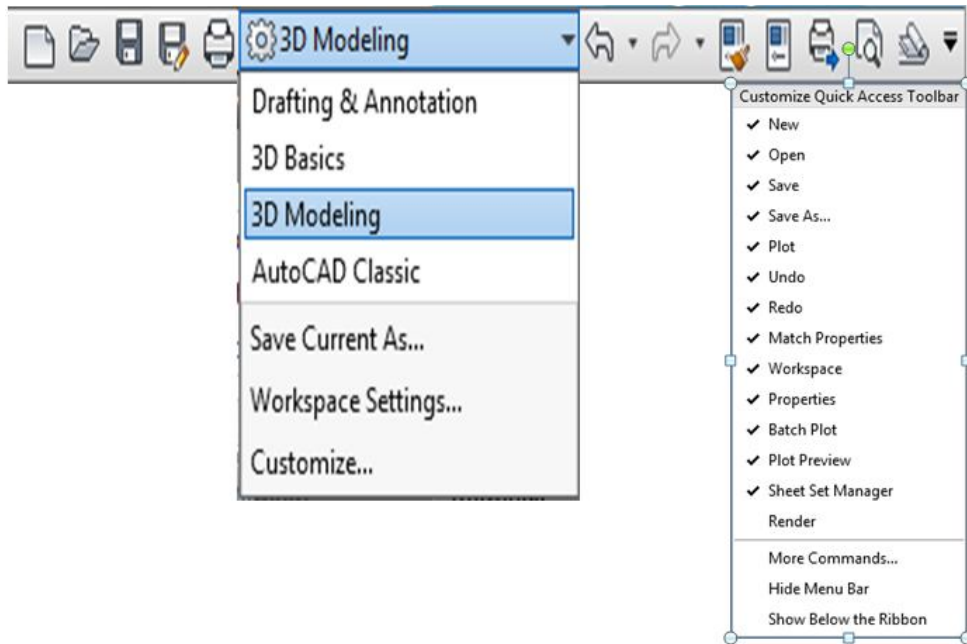 3D Modeling
Drafting & Annotation
3D Basics
3D Modeling
AutoCAD Classic
Save Current As...
Workspace Settings...
Customize...
Customize Quick Access Toolbar
New
Open
Save
Save As...
Plot
Undo
Redo
Match Properties
Workspace
Properties
Batch Plot
Plot Preview
Sheet Set Manager
Render
More Commands...
Hide Menu Bar
Show Below the Ribbon